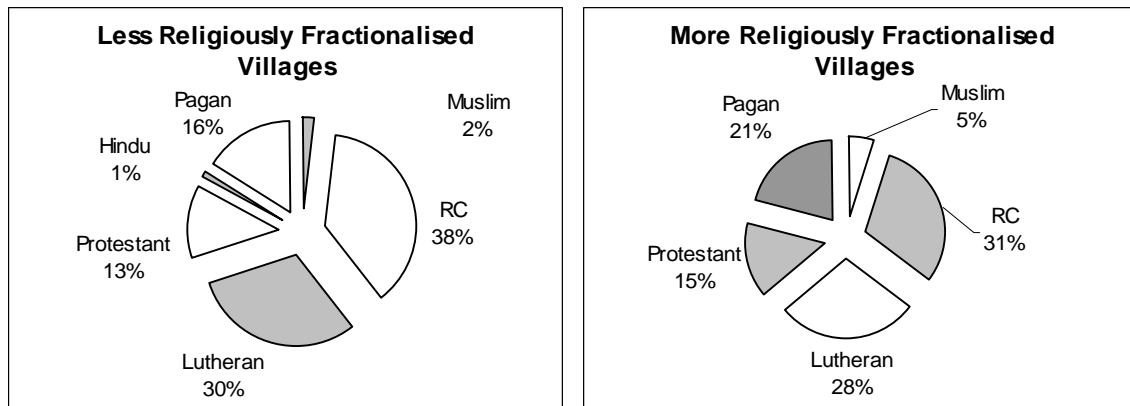 Less Religiously Fractionalised
Villages
Pagan
16%
Muslim
2%
Hindu
1%
RC
38%
Protestant
13%
Lutheran
30%
More Religiously Fractionalised
Villages
Muslim
5%
Pagan
21%
RC
31%
Protestant
15%
Lutheran
28%